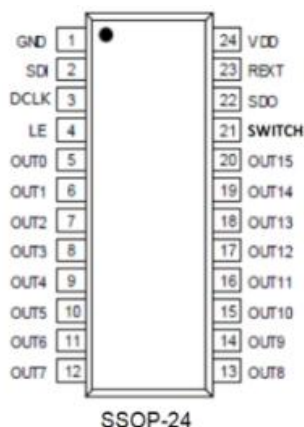 GND 1 24 VDD
SDI 2 23 REXT
DCLK 3 22 SDO
LE 4 21 SWITCH
OUT0 5 20 OUT15
OUT1 6 19 OUT14
OUT2 7 18 OUT13
OUT3 8 17 OUT12
OUT4 9 16 OUT11
OUT5 10 15 OUT10
OUT6 11 14 OUT9
OUT7 12 13 OUT8
SSOP-24